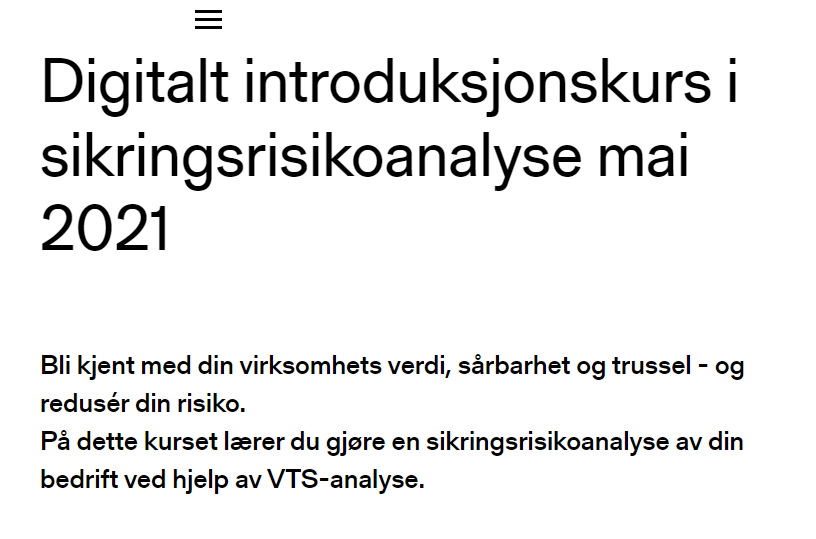 Digitalt introduksjonskurs i
sikringsrisikoanalyse mai
2021
Bli kjent med din virksomhets verdi, sårbarhet og trussel - og
redusér din risiko.
På dette kurset lærer du gjøre en sikringsrisikoanalyse av din
bedrift ved hjelp av VTS-analyse.